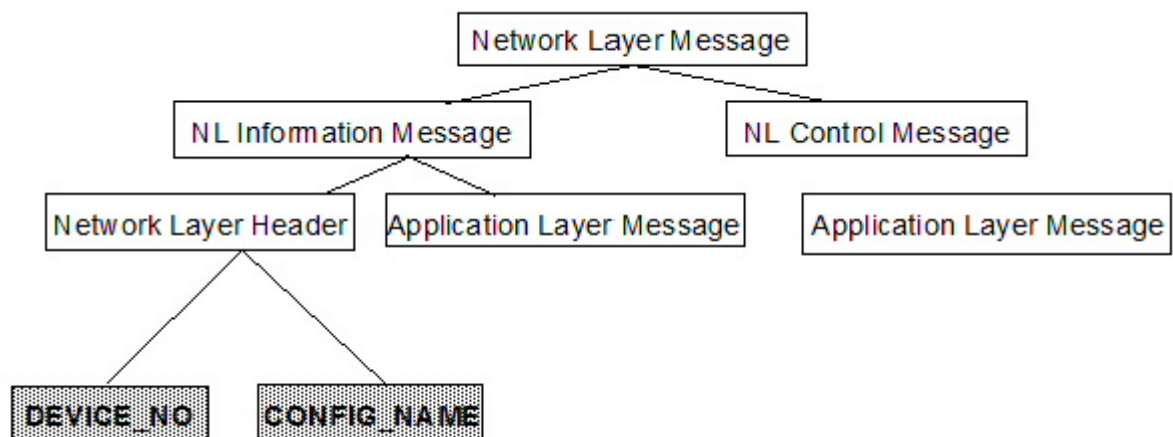 Network Layer Message
NL Information Message
NL Control Message
Network Layer Header
Application Layer Message
Application Layer Message
DEVICE_NO
CONFIG_NAME